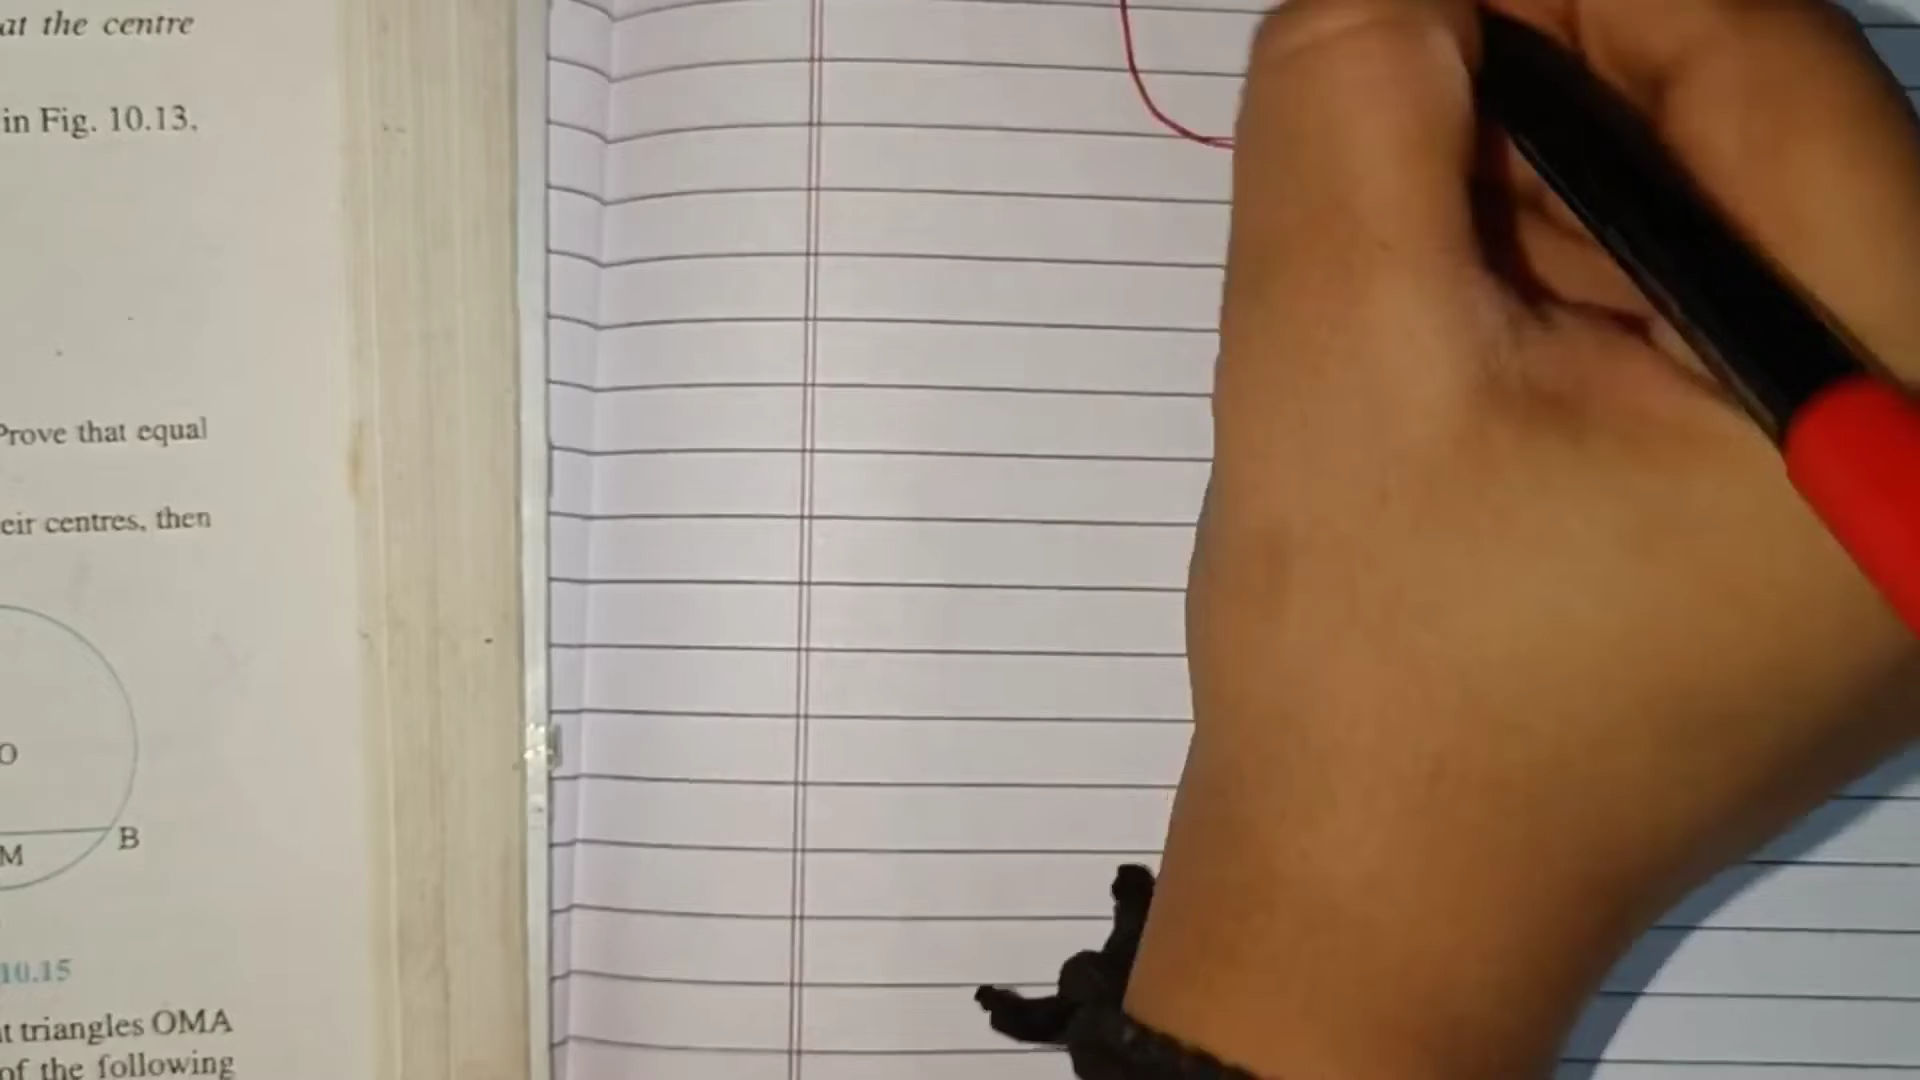 at the centre
in Fig. 10.13.
Prove that equal
eir centres, then
O
B
M
10.15
t triangles OMA
of the following